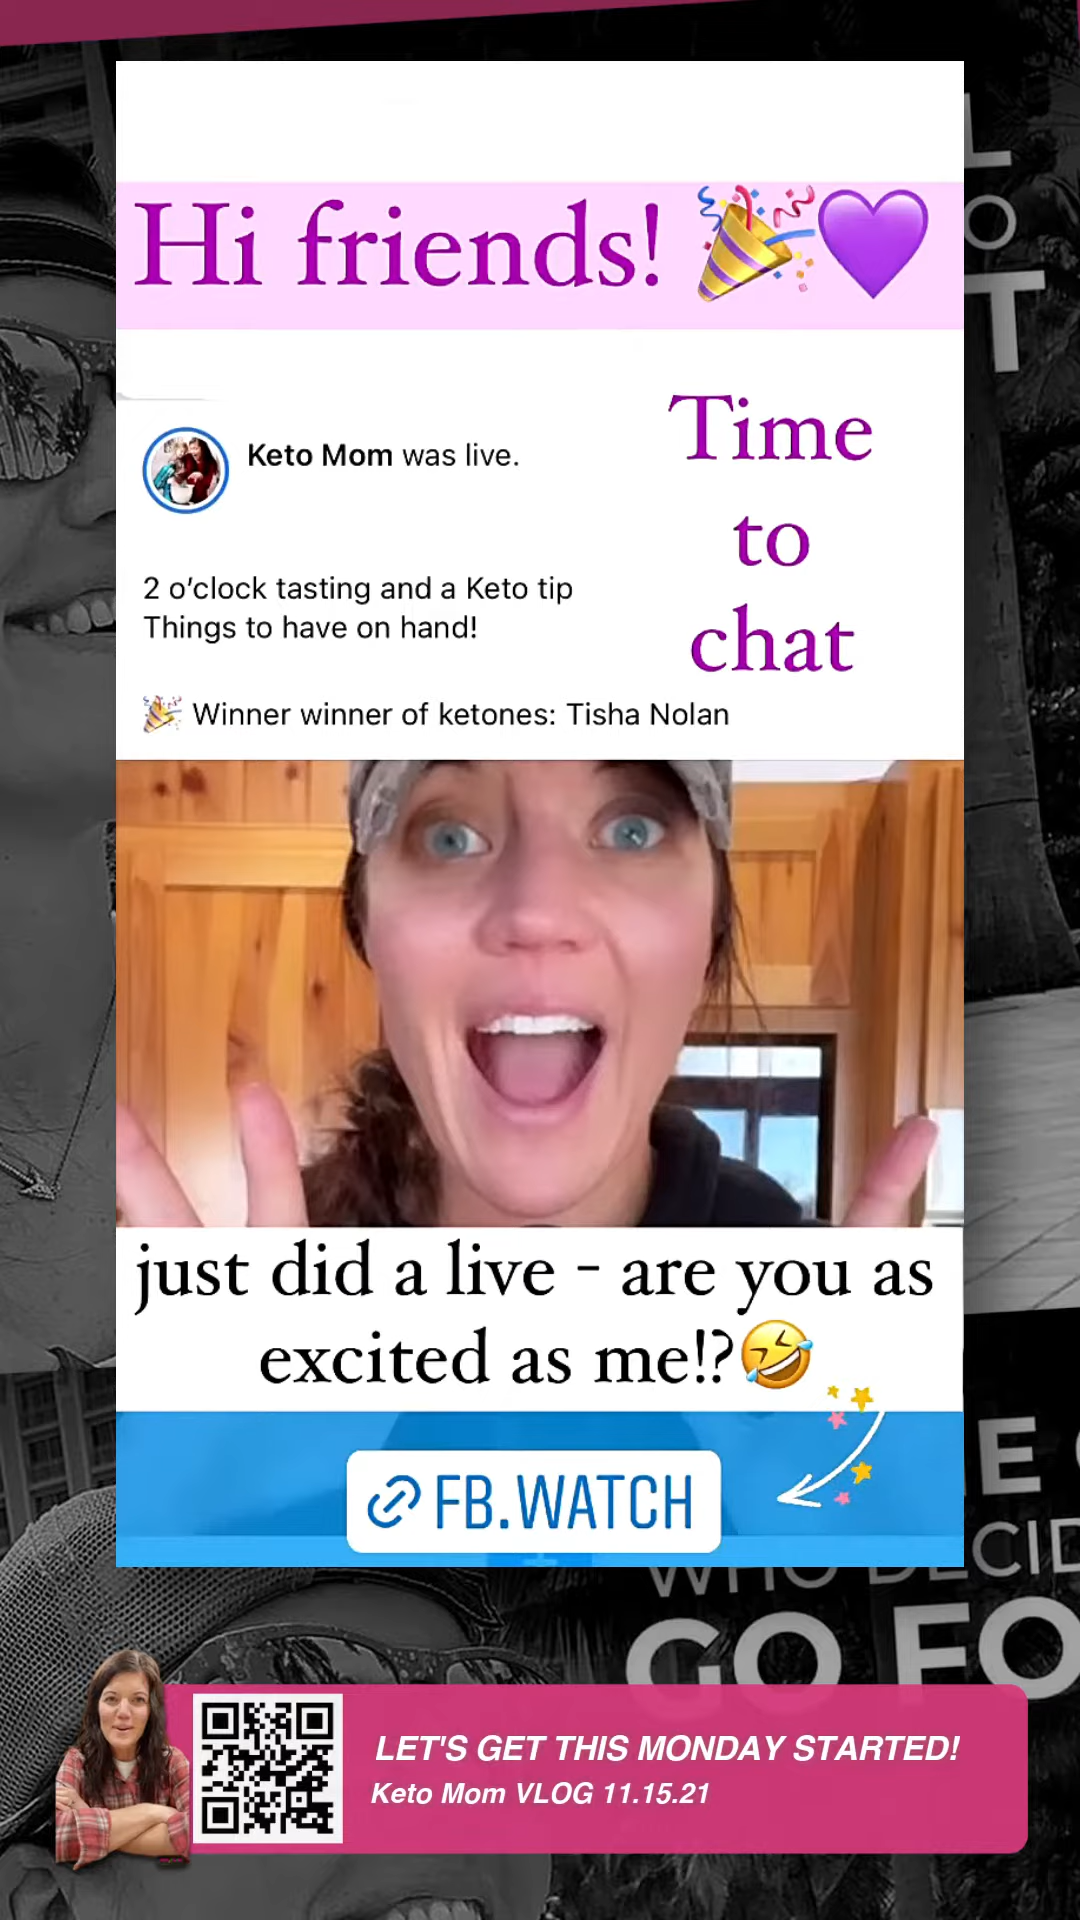 Hi friends! 🎉💜
Time
to
chat
Keto Mom was live.
2 o'clock tasting and a Keto tip
Things to have on hand!
🎉 Winner winner of ketones: Tisha Nolan
just did a live - are you as
excited as me!?🤣
FB.WATCH
GO FO
LET'S GET THIS MONDAY STARTED!
Keto Mom VLOG 11.15.21